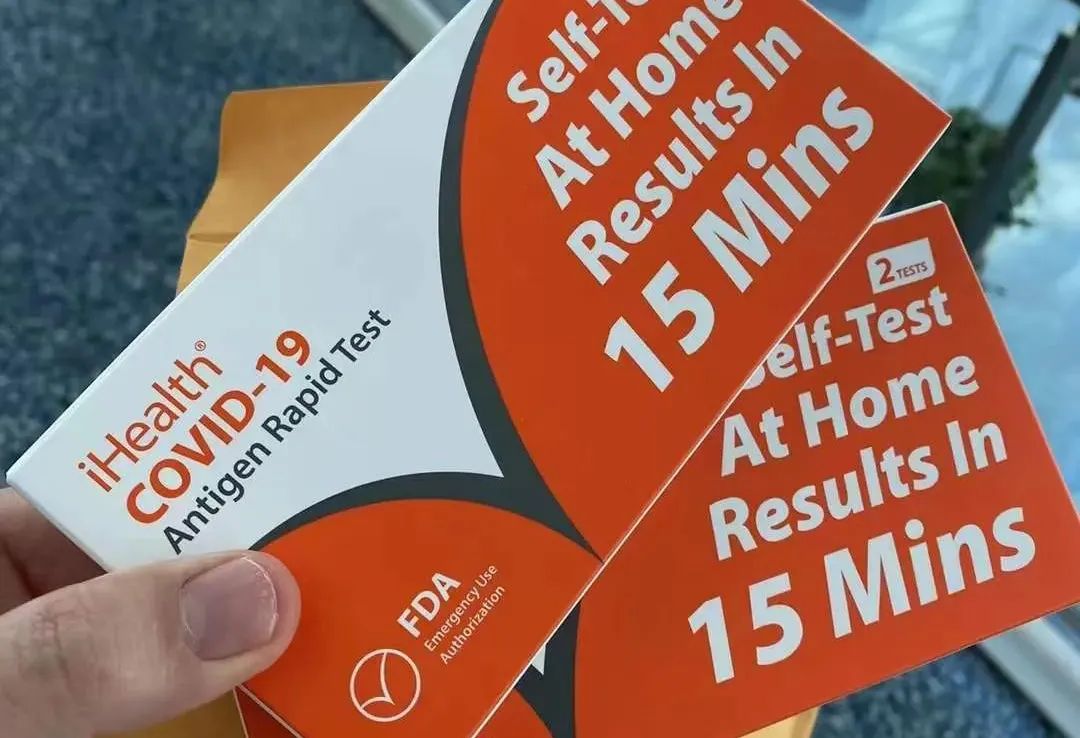 iHealth®
COVID-19
Antigen Rapid Test
FDA
Emergency Use
Authorization
At Home
Results In
15 Mins
2 TESTS
Self-Test
At Home
Results In
15 Mins